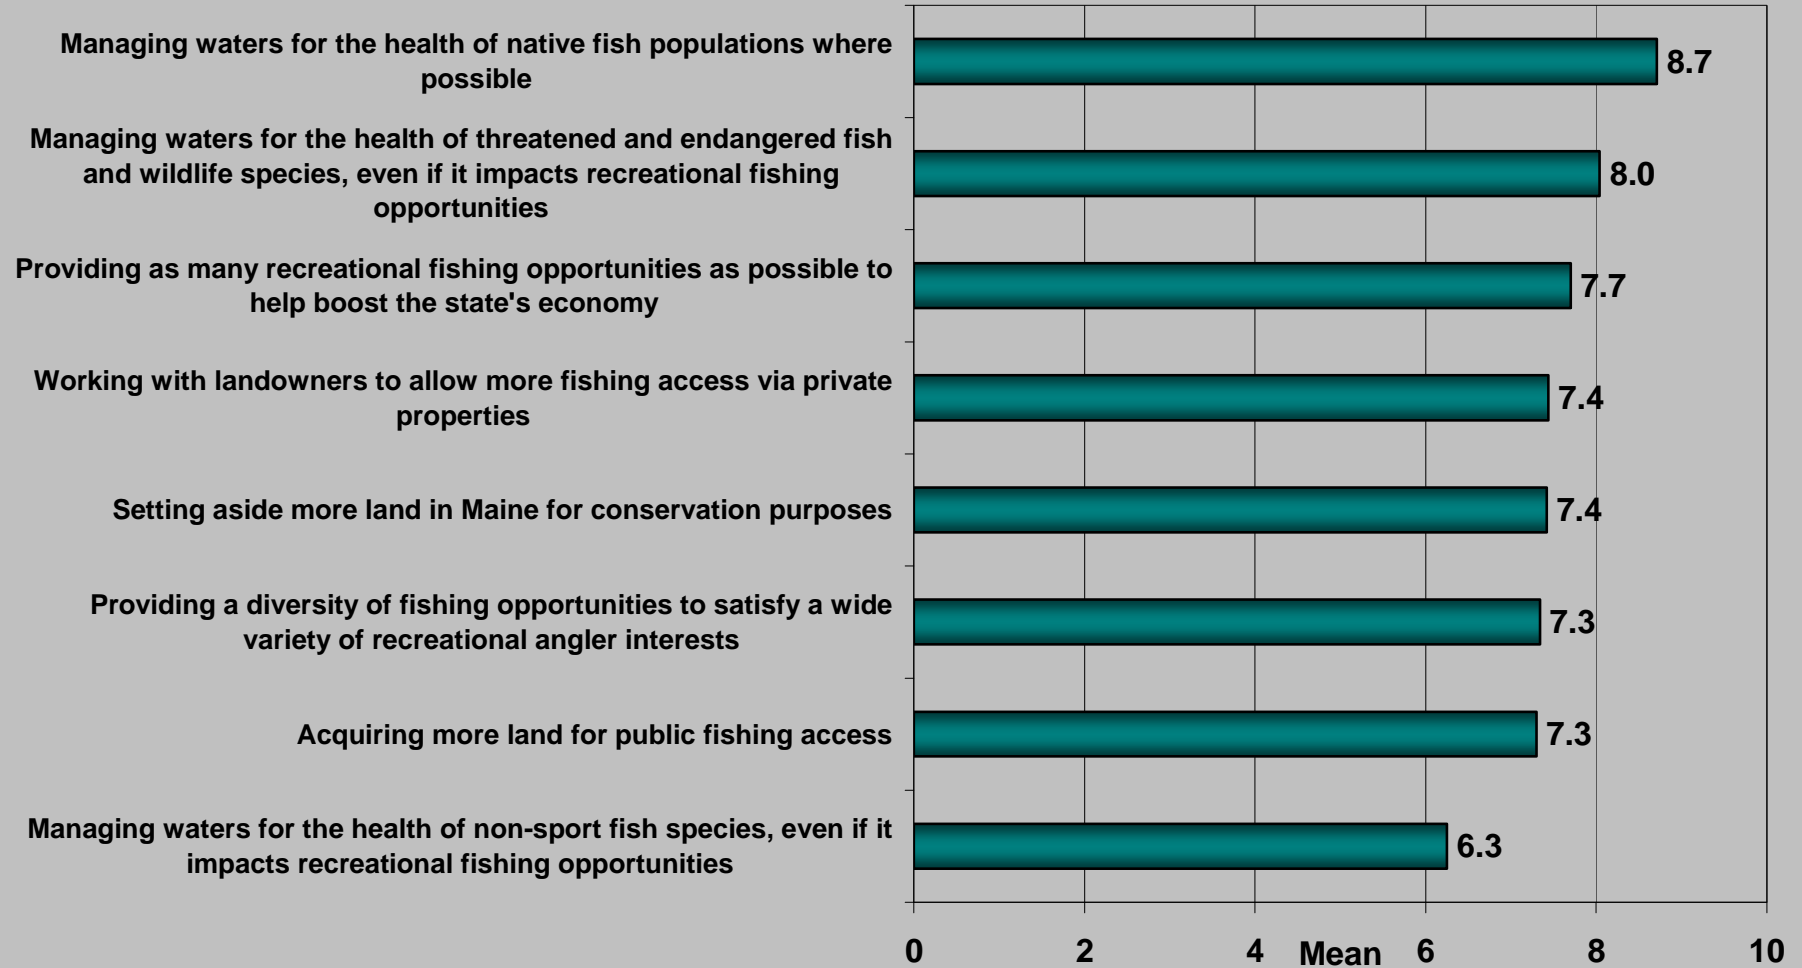 Managing waters for the health of native fish populations where
possible
8.7
Managing waters for the health of threatened and endangered fish
and wildlife species, even if it impacts recreational fishing
opportunities
8.0
Providing as many recreational fishing opportunities as possible to
help boost the state's economy
7.7
Working with landowners to allow more fishing access via private
properties
7.4
Setting aside more land in Maine for conservation purposes
7.4
Providing a diversity of fishing opportunities to satisfy a wide
variety of recreational angler interests
7.3
Acquiring more land for public fishing access
7.3
Managing waters for the health of non-sport fish species, even if it
impacts recreational fishing opportunities
6.3
0 2 4 Mean 6 8 10